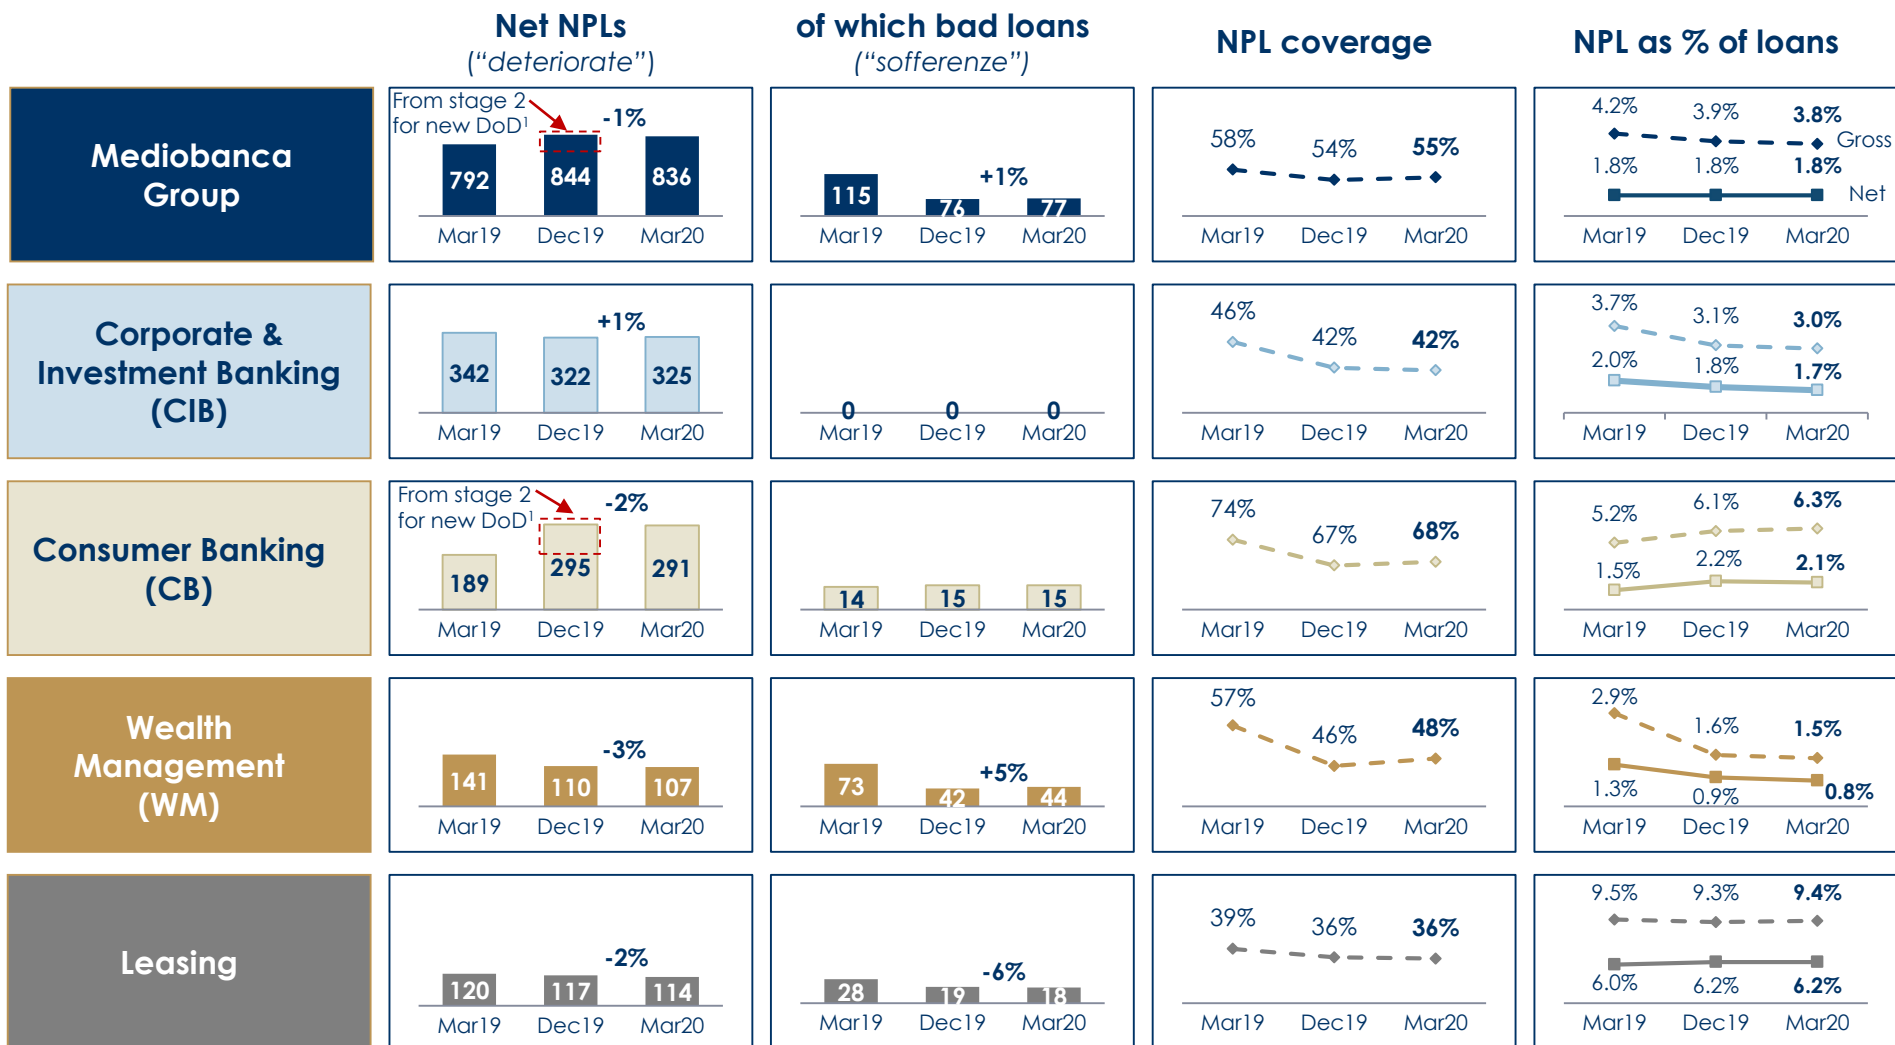 Net NPLs
("deteriorate")
of which bad loans
("sofferenze")
NPL coverage
NPL as % of loans
Mediobanca
Group
From stage 2
for new DoD¹
-1%
792
844
836
Mar19
Dec19
Mar20
+1%
115
76
77
Mar19
Dec19
Mar20
58%
54%
55%
Mar19
Dec19
Mar20
4.2%
3.9%
3.8%
Gross
1.8%
1.8%
1.8%
Net
Mar19
Dec19
Mar20
Corporate &
Investment Banking
(CIB)
+1%
342
322
325
Mar19
Dec19
Mar20
0
0
0
Mar19
Dec19
Mar20
46%
42%
42%
Mar19
Dec19
Mar20
3.7%
3.1%
3.0%
2.0%
1.8%
1.7%
Mar19
Dec19
Mar20
Consumer Banking
(CB)
From stage 2
for new DoD¹
-2%
189
295
291
Mar19
Dec19
Mar20
14
15
15
Mar19
Dec19
Mar20
74%
67%
68%
Mar19
Dec19
Mar20
5.2%
6.1%
6.3%
1.5%
2.2%
2.1%
Mar19
Dec19
Mar20
Wealth
Management
(WM)
-3%
141
110
107
Mar19
Dec19
Mar20
+5%
73
42
44
Mar19
Dec19
Mar20
57%
46%
48%
Mar19
Dec19
Mar20
2.9%
1.6%
1.5%
1.3%
0.9%
0.8%
Mar19
Dec19
Mar20
Leasing
-2%
120
117
114
Mar19
Dec19
Mar20
-6%
28
19
18
Mar19
Dec19
Mar20
39%
36%
36%
Mar19
Dec19
Mar20
9.5%
9.3%
9.4%
6.0%
6.2%
6.2%
Mar19
Dec19
Mar20